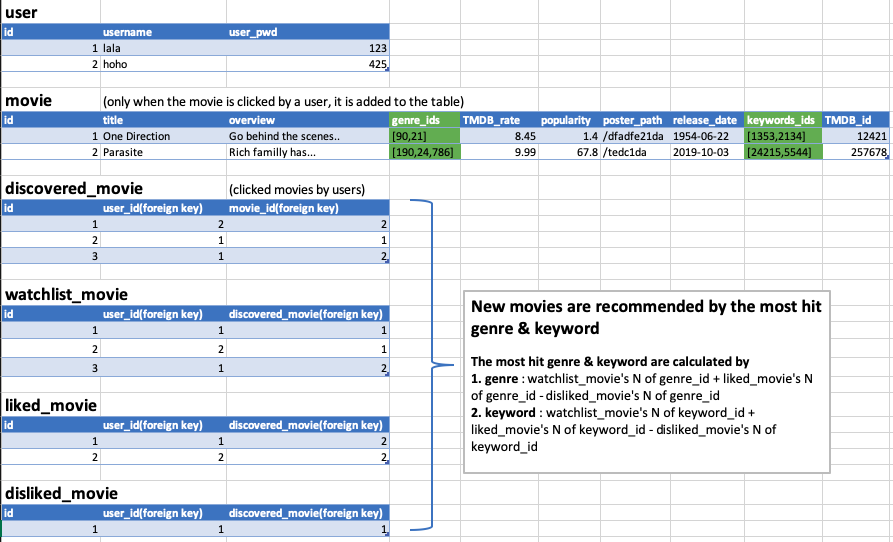 user
id username user_pwd
1 lala 123
2 hoho 425
movie (only when the movie is clicked by a user, it is added to the table)
id title overview genre_ids TMDB_rate popularity poster_path release_date keywords_ids TMDB_id
1 One Direction Go behind the scenes.. [90,21] 8.45 1.4 /dfadfe21da 1954-06-22 [1353,2134] 12421
2 Parasite Rich familly has... [190,24,786] 9.99 67.8 /tedc1da 2019-10-03 [24215,5544] 257678
discovered_movie (clicked movies by users)
id user_id(foreign key) movie_id(foreign key)
1 2 2
2 1 1
3 1 2
watchlist_movie
id user_id(foreign key) discovered_movie(foreign key)
1 1 1
2 2 1
3 1 2
liked_movie
id user_id(foreign key) discovered_movie(foreign key)
1 1 2
2 2 2
disliked_movie
id user_id(foreign key) discovered_movie(foreign key)
1 1 1
New movies are recommended by the most hit
genre & keyword
The most hit genre & keyword are calculated by
1. genre : watchlist_movie's N of genre_id + liked_movie's N
of genre_id - disliked_movie's N of genre_id
2. keyword : watchlist_movie's N of keyword_id +
liked_movie's N of keyword_id - disliked_movie's N of
keyword_id